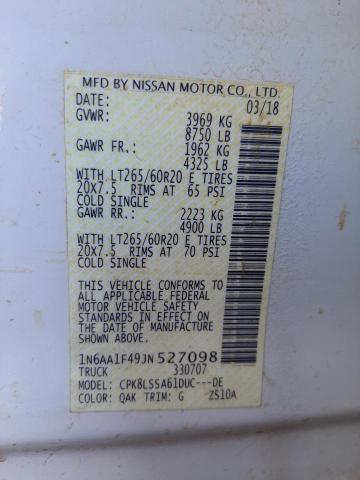 MFD BY NISSAN MOTOR CO., LTD.
DATE: 03/18
GVWR: 3969 KG
8750 LB
GAWR FR.: 1962 KG
4325 LB
WITH LT265/60R20 E TIRES
20X7.5 RIMS AT 65 PSI
COLD SINGLE
GAWR RR.: 2223 KG
4900 LB
WITH LT265/60R20 E TIRES
20X7.5 RIMS AT 70 PSI
COLD SINGLE
THIS VEHICLE CONFORMS TO
ALL APPLICABLE FEDERAL
MOTOR VEHICLE SAFETY
STANDARDS IN EFFECT ON
THE DATE OF MANUFACTURE
SHOWN ABOVE.
1N6AA1F49JN527098
TRUCK 330707
MODEL: CPK8LSSA61DUC---DE
COLOR: QAK TRIM: G ZS10A